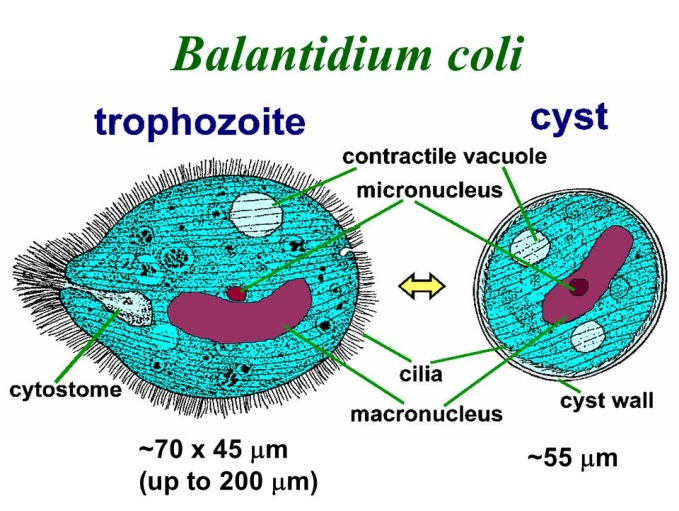 Balantidium coli
trophozoite
cyst
contractile vacuole
micronucleus
cilia
cytostome
macronucleus
cyst wall
~70 x 45 μm
(up to 200 μm)
~55 μm